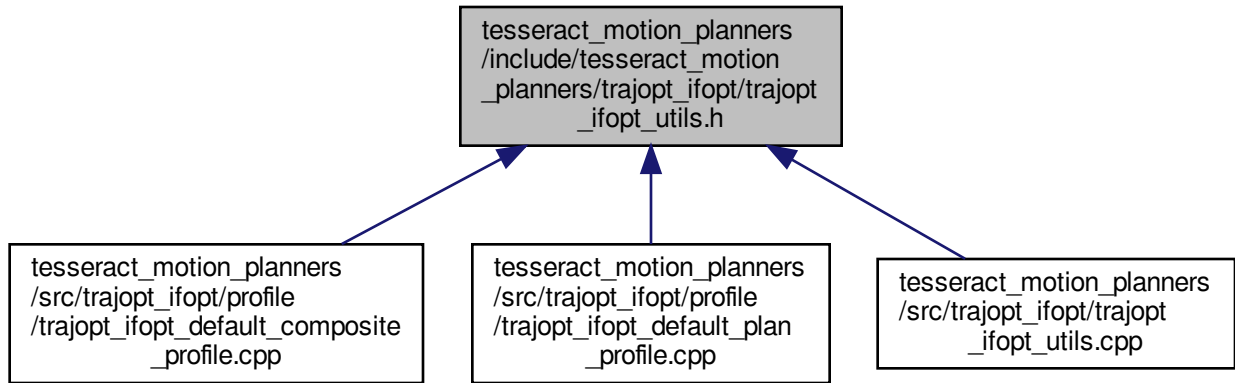 tesseract_motion_planners
/include/tesseract_motion
_planners/trajopt_ifopt/trajopt
_ifopt_utils.h
tesseract_motion_planners
/src/trajopt_ifopt/profile
/trajopt_ifopt_default_composite
_profile.cpp
tesseract_motion_planners
/src/trajopt_ifopt/profile
/trajopt_ifopt_default_plan
_profile.cpp
tesseract_motion_planners
/src/trajopt_ifopt/trajopt
_ifopt_utils.cpp